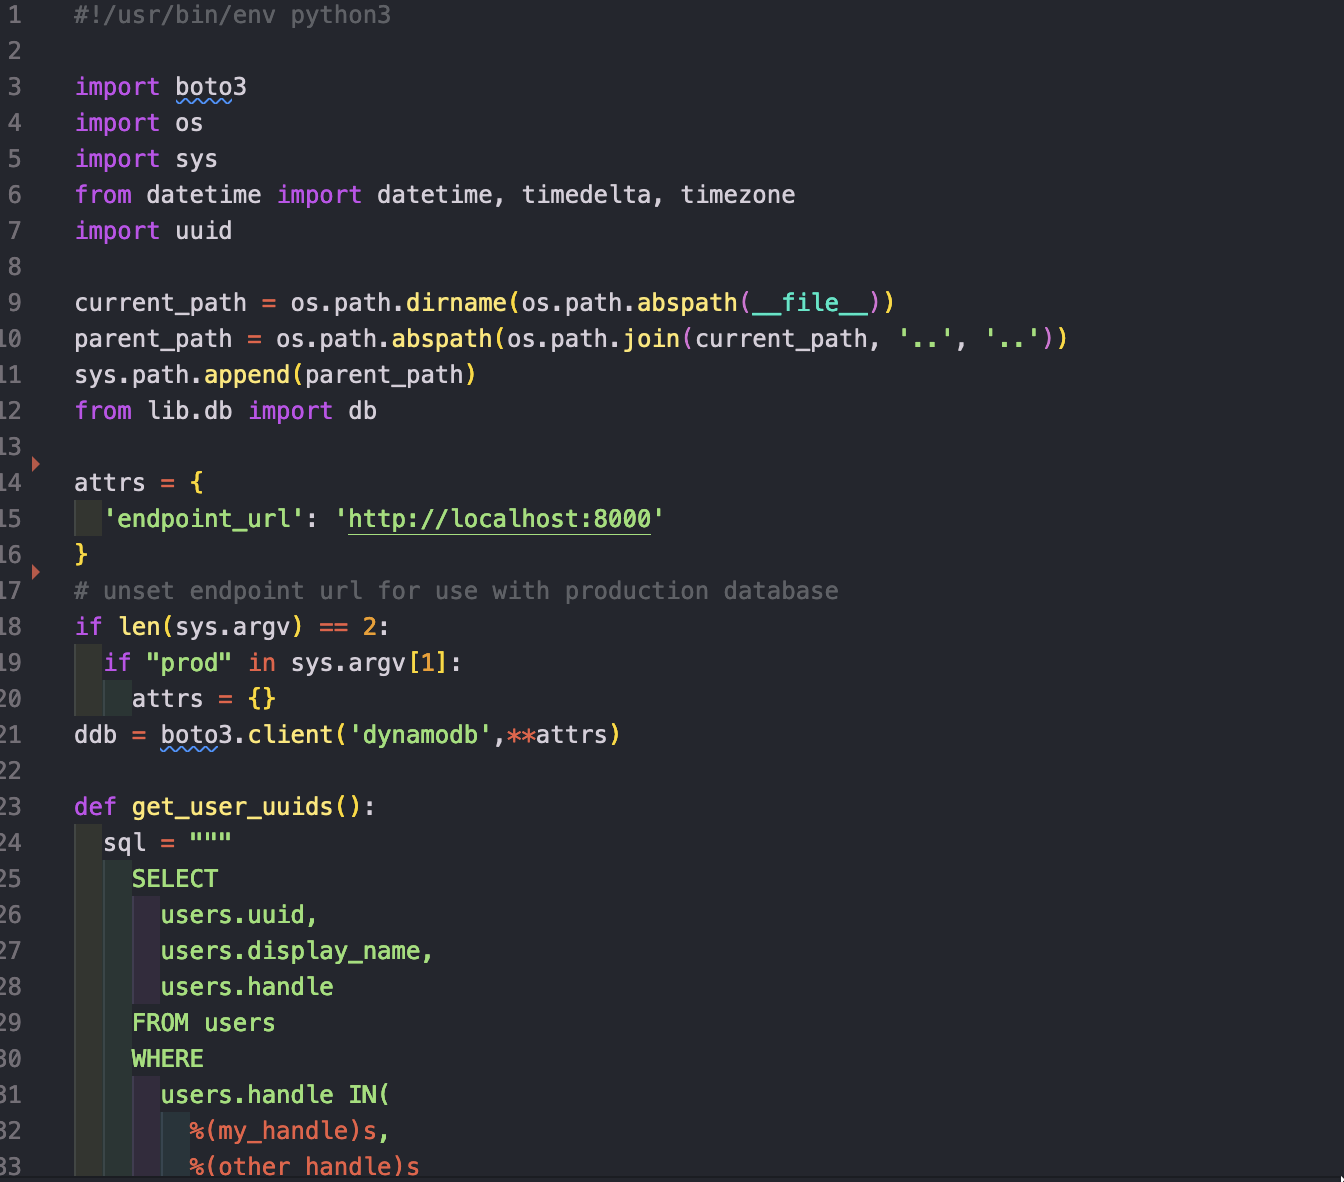 1 #!/usr/bin/env python3
2
3 import boto3
4 import os
5 import sys
6 from datetime import datetime, timedelta, timezone
7 import uuid
8
9 current_path = os.path.dirname(os.path.abspath(__file__))
10 parent_path = os.path.abspath(os.path.join(current_path, '..', '..'))
11 sys.path.append(parent_path)
12 from lib.db import db
13
14 attrs = {
15   'endpoint_url': 'http://localhost:8000'
16 }
17 # unset endpoint url for use with production database
18 if len(sys.argv) == 2:
19   if "prod" in sys.argv[1]:
20     attrs = {}
21 ddb = boto3.client('dynamodb',**attrs)
22
23 def get_user_uuids():
24   sql = """
25     SELECT
26       users.uuid,
27       users.display_name,
28       users.handle
29     FROM users
30     WHERE
31       users.handle IN(
32         %(my_handle)s,
33         %(other_handle)s